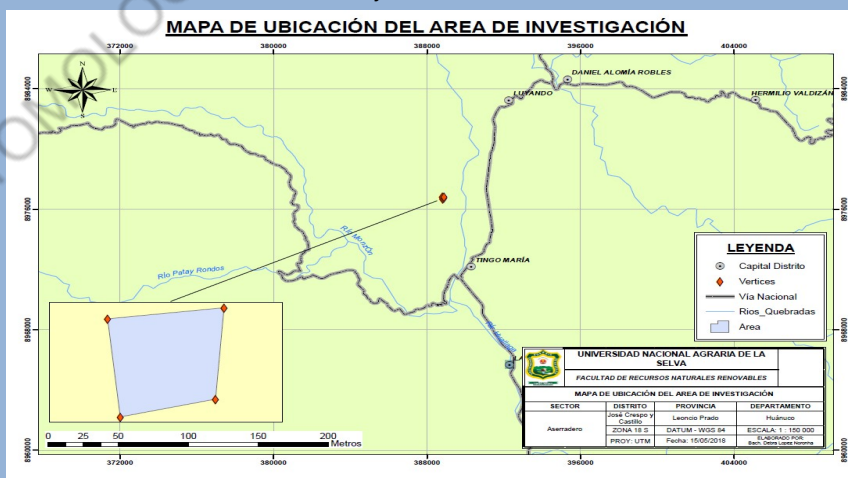 MAPA DE UBICACIÓN DEL AREA DE INVESTIGACIÓN
372000 380000 388000 396000 404000
N
W E
S
8984000 8984000
DANIEL ALOMÍA ROBLES
LUYANDO
HERMILIO VALDIZÁN
8976000 8976000
TINGO MARÍA
Río Patay Rondos
LEYENDA
Capital Distrito
Vertices
Vía Nacional
Rios_Quebradas
Area
8968000
UNIVERSIDAD NACIONAL AGRARIA DE LA
SELVA
FACULTAD DE RECURSOS NATURALES RENOVABLES
MAPA DE UBICACIÓN DEL AREA DE INVESTIGACIÓN
SECTOR DISTRITO PROVINCIA DEPARTAMENTO
Aserradero
José Crespo y
Castillo
Leoncio Prado Huánuco
ZONA 18 S DATUM - WGS 84 ESCALA: 1 : 150 000
PROY: UTM Fecha: 15/05/2018
ELABORADO POR:
0 25 50 100 150 200
Metros
8960000 8960000
372000 380000 388000 396000 404000